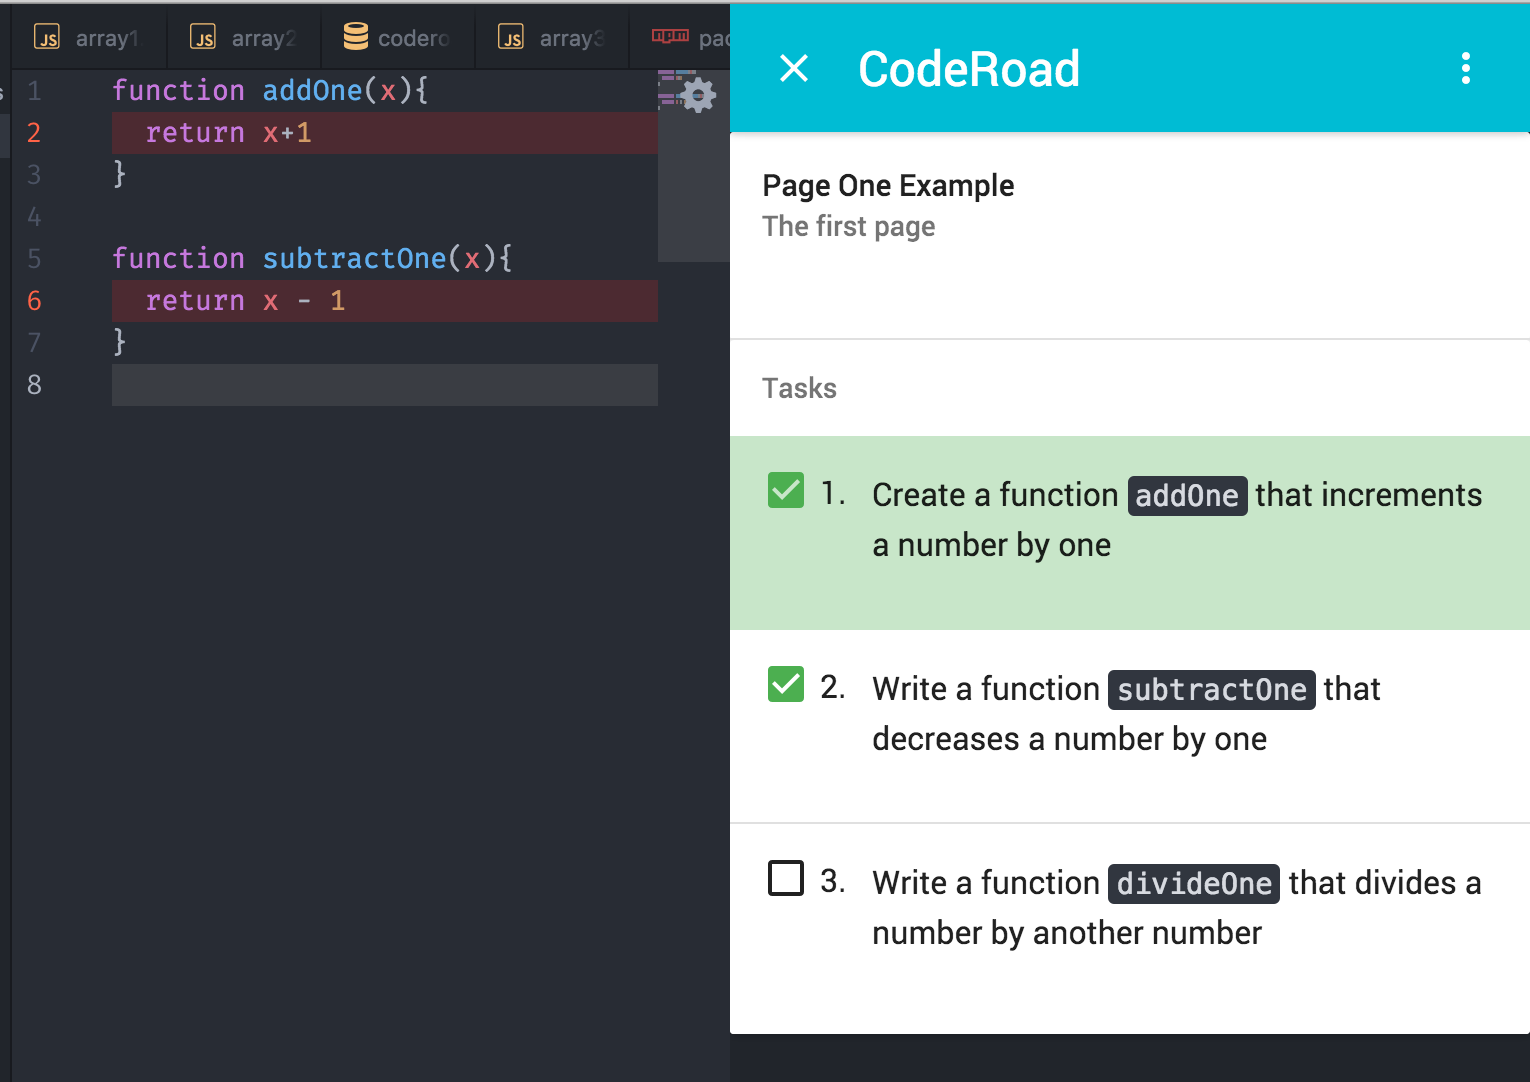 JS array1 JS array2 codero JS array3 npm pac
1 function addOne(x){
2 return x+1
3 }
4
5 function subtractOne(x){
6 return x - 1
7 }
8
CodeRoad
Page One Example
The first page
Tasks
1. Create a function addOne that increments
a number by one
2. Write a function subtractOne that
decreases a number by one
3. Write a function divideOne that divides a
number by another number